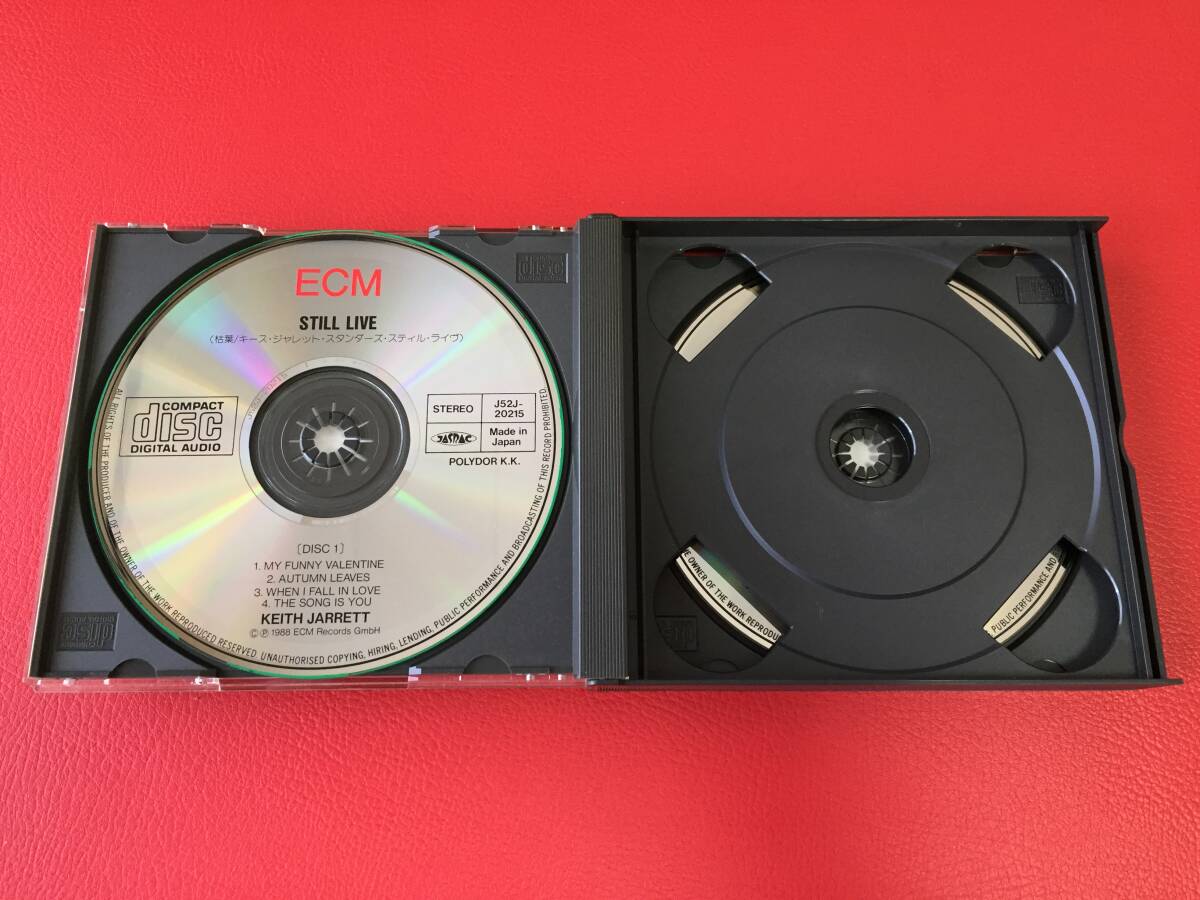 ECM
STILL LIVE
(枯葉/キース・ジャレット・スタンダーズ・スティル・ライヴ)
COMPACT
disc
DIGITAL AUDIO
STEREO
J52J-
20215
JASRAC
Made in
Japan
POLYDOR K.K.
〔DISC 1〕
1. MY FUNNY VALENTINE
2. AUTUMN LEAVES
3. WHEN I FALL IN LOVE
4. THE SONG IS YOU
KEITH JARRETT
©℗ 1988 ECM Records GmbH
ALL RIGHTS OF THE PRODUCER AND OF THE OWNER OF THE WORK REPRODUCED RESERVED. UNAUTHORISED COPYING, HIRING, LENDING, PUBLIC PERFORMANCE AND BROADCASTING OF THIS RECORD PROHIBITED.
E OWNER OF THE WORK REPRODU
PUBLIC PERFORMANCE AND